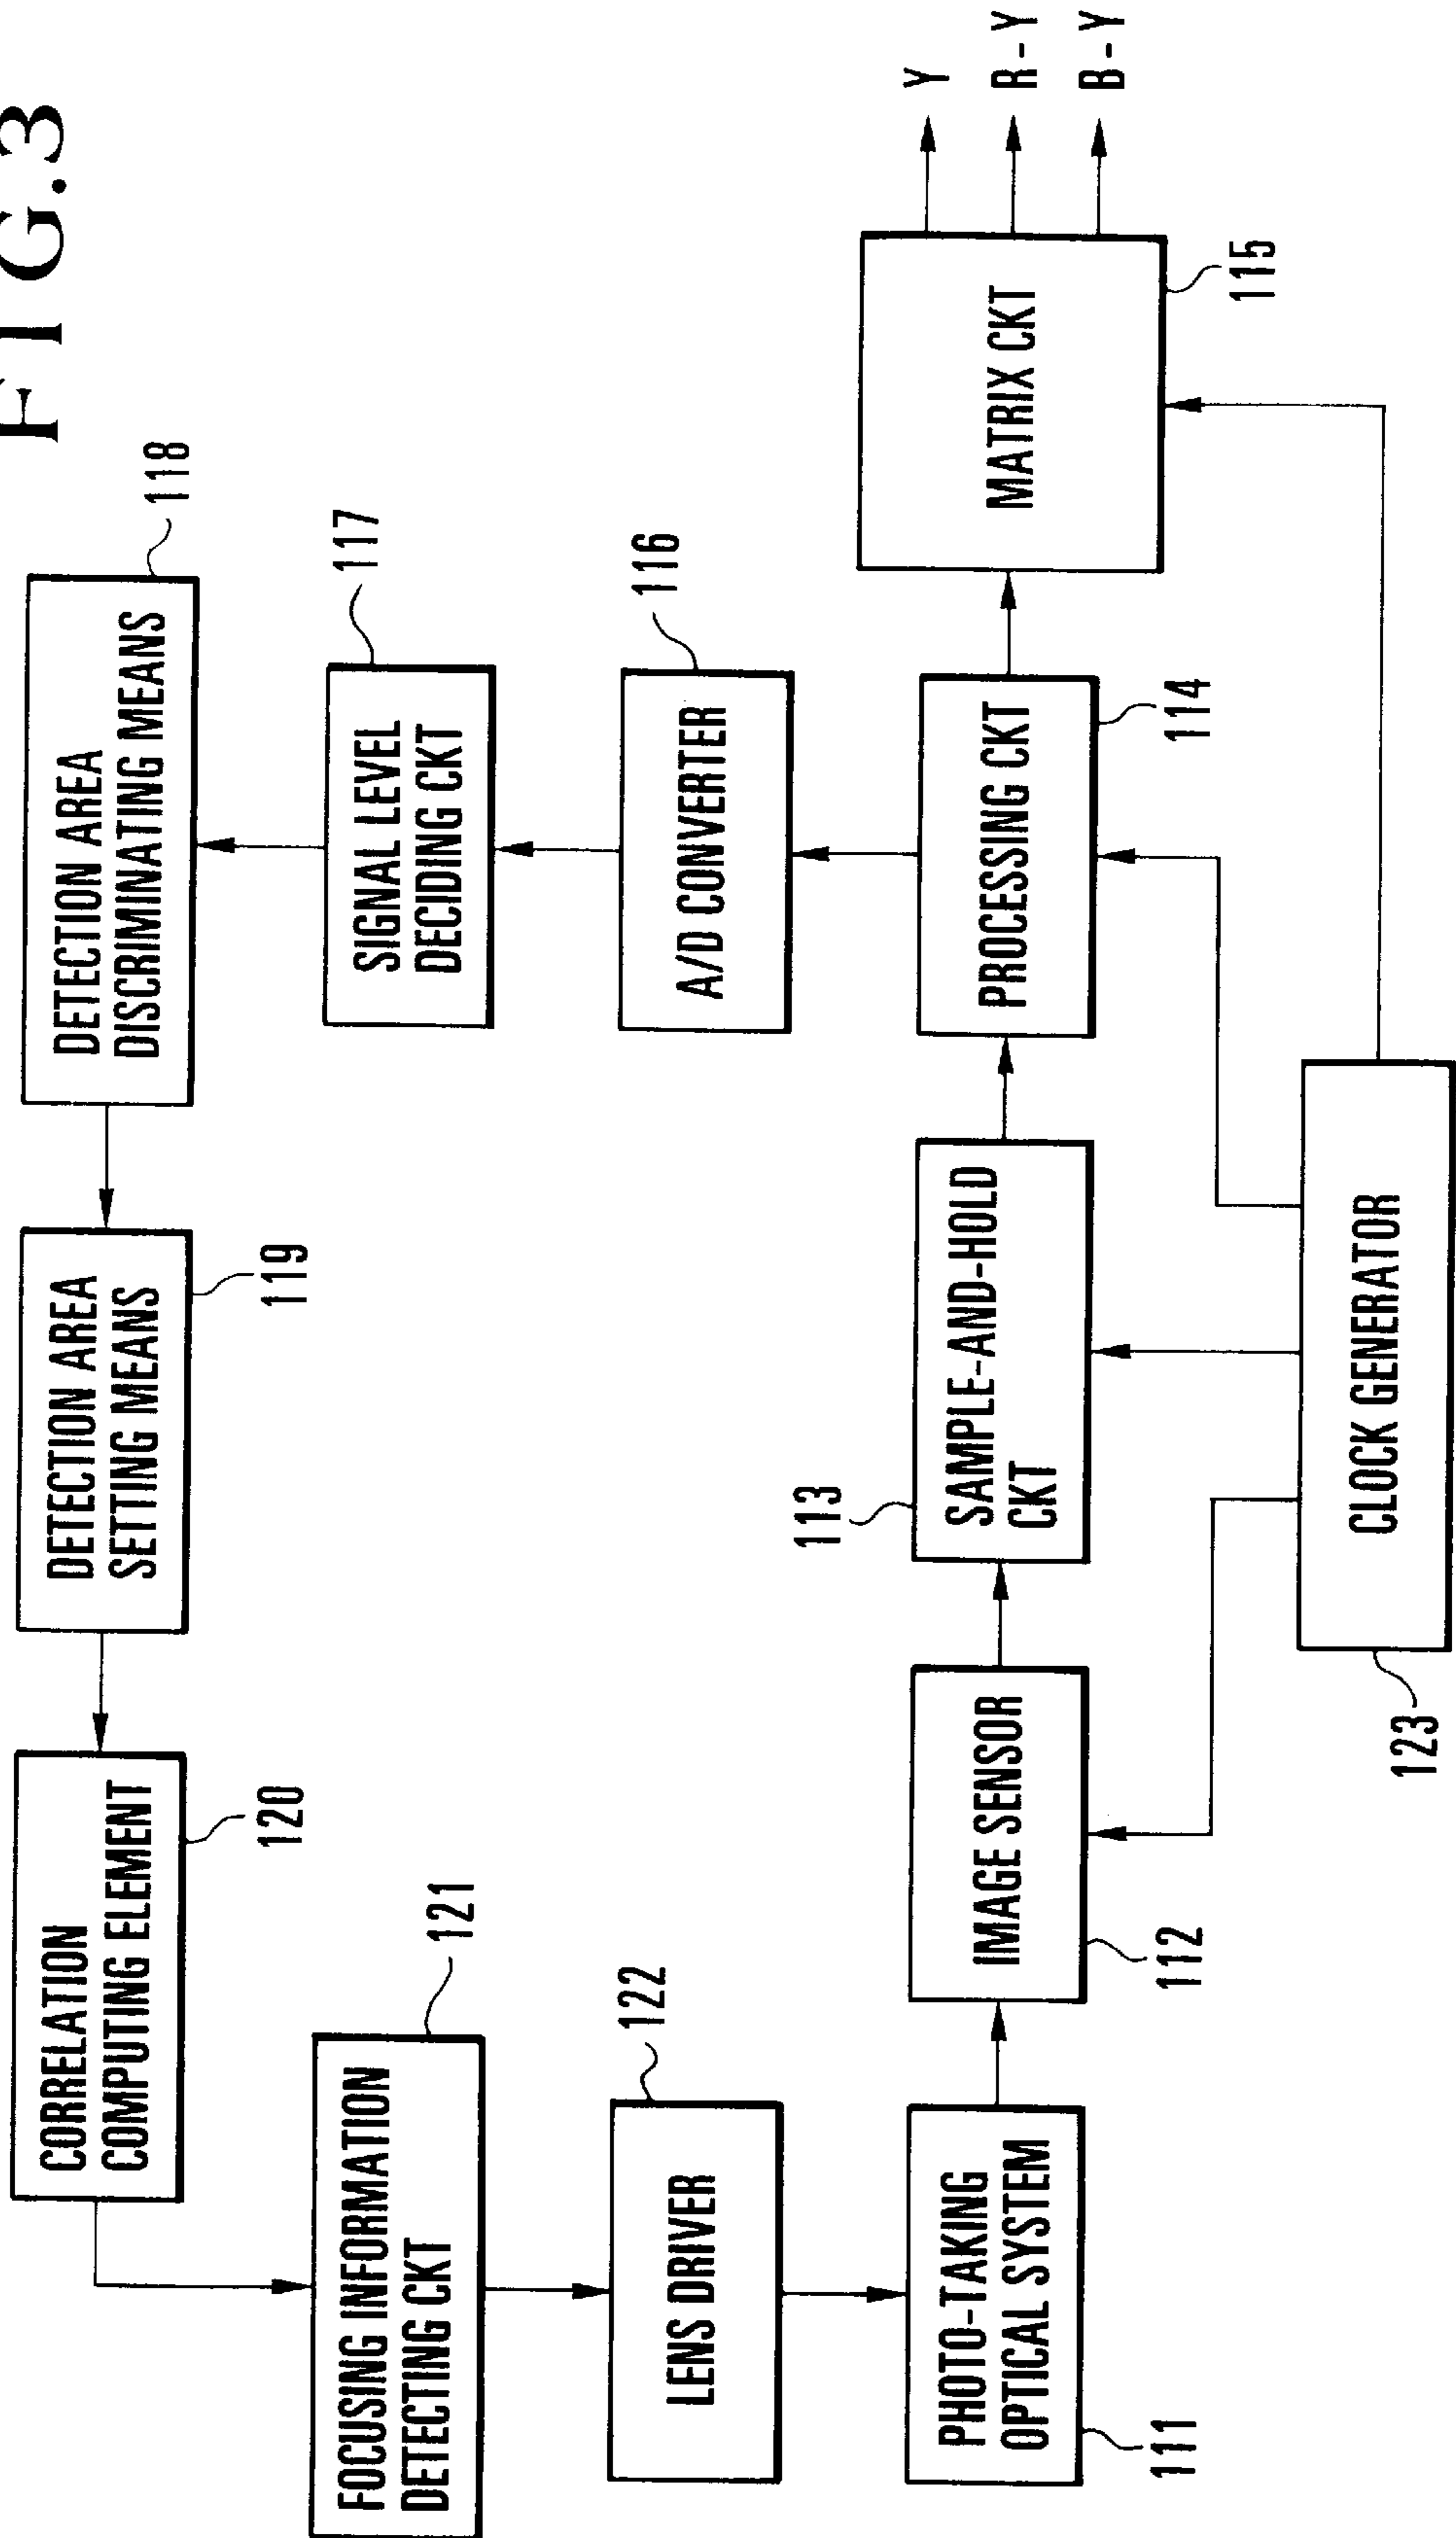 FIG.3
CORRELATION
COMPUTING ELEMENT
120
DETECTION AREA
SETTING MEANS
119
DETECTION AREA
DISCRIMINATING MEANS
118
FOCUSING INFORMATION
DETECTING CKT
121
SIGNAL LEVEL
DECIDING CKT
117
LENS DRIVER
122
A/D CONVERTER
116
PHOTO-TAKING
OPTICAL SYSTEM
111
IMAGE SENSOR
112
SAMPLE-AND-HOLD
CKT
113
PROCESSING CKT
114
MATRIX CKT
115
Y
R-Y
B-Y
CLOCK GENERATOR
123